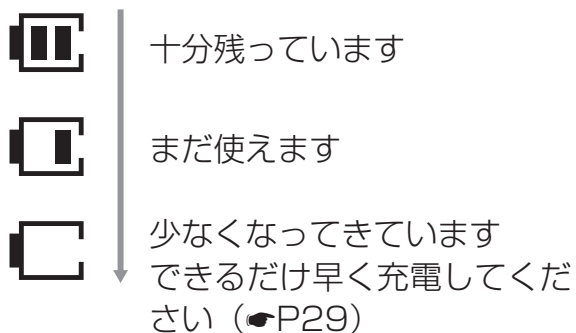 十分残っています
まだ使えます
少なくなってきています
できるだけ早く充電してくだ
さい（☛P29）